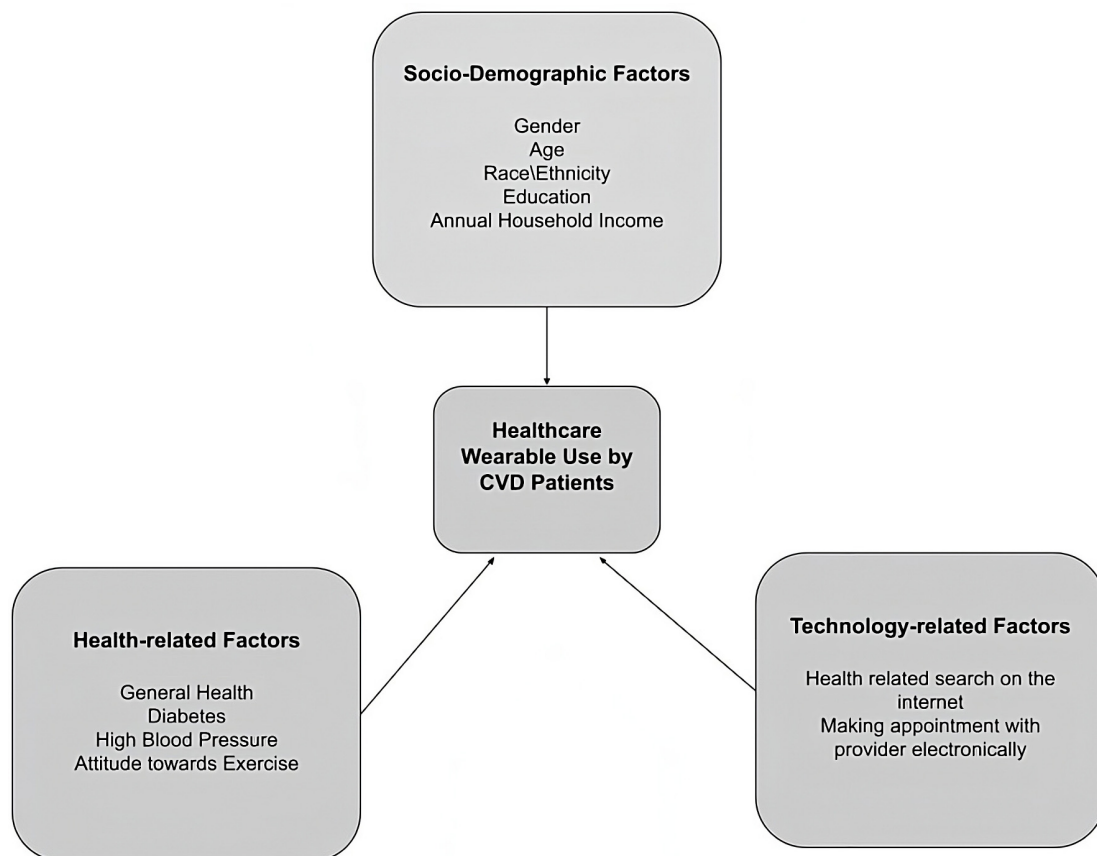 Socio-Demographic Factors
Gender
Age
Race\Ethnicity
Education
Annual Household Income
Healthcare
Wearable Use by
CVD Patients
Health-related Factors
General Health
Diabetes
High Blood Pressure
Attitude towards Exercise
Technology-related Factors
Health related search on the
internet
Making appointment with
provider electronically